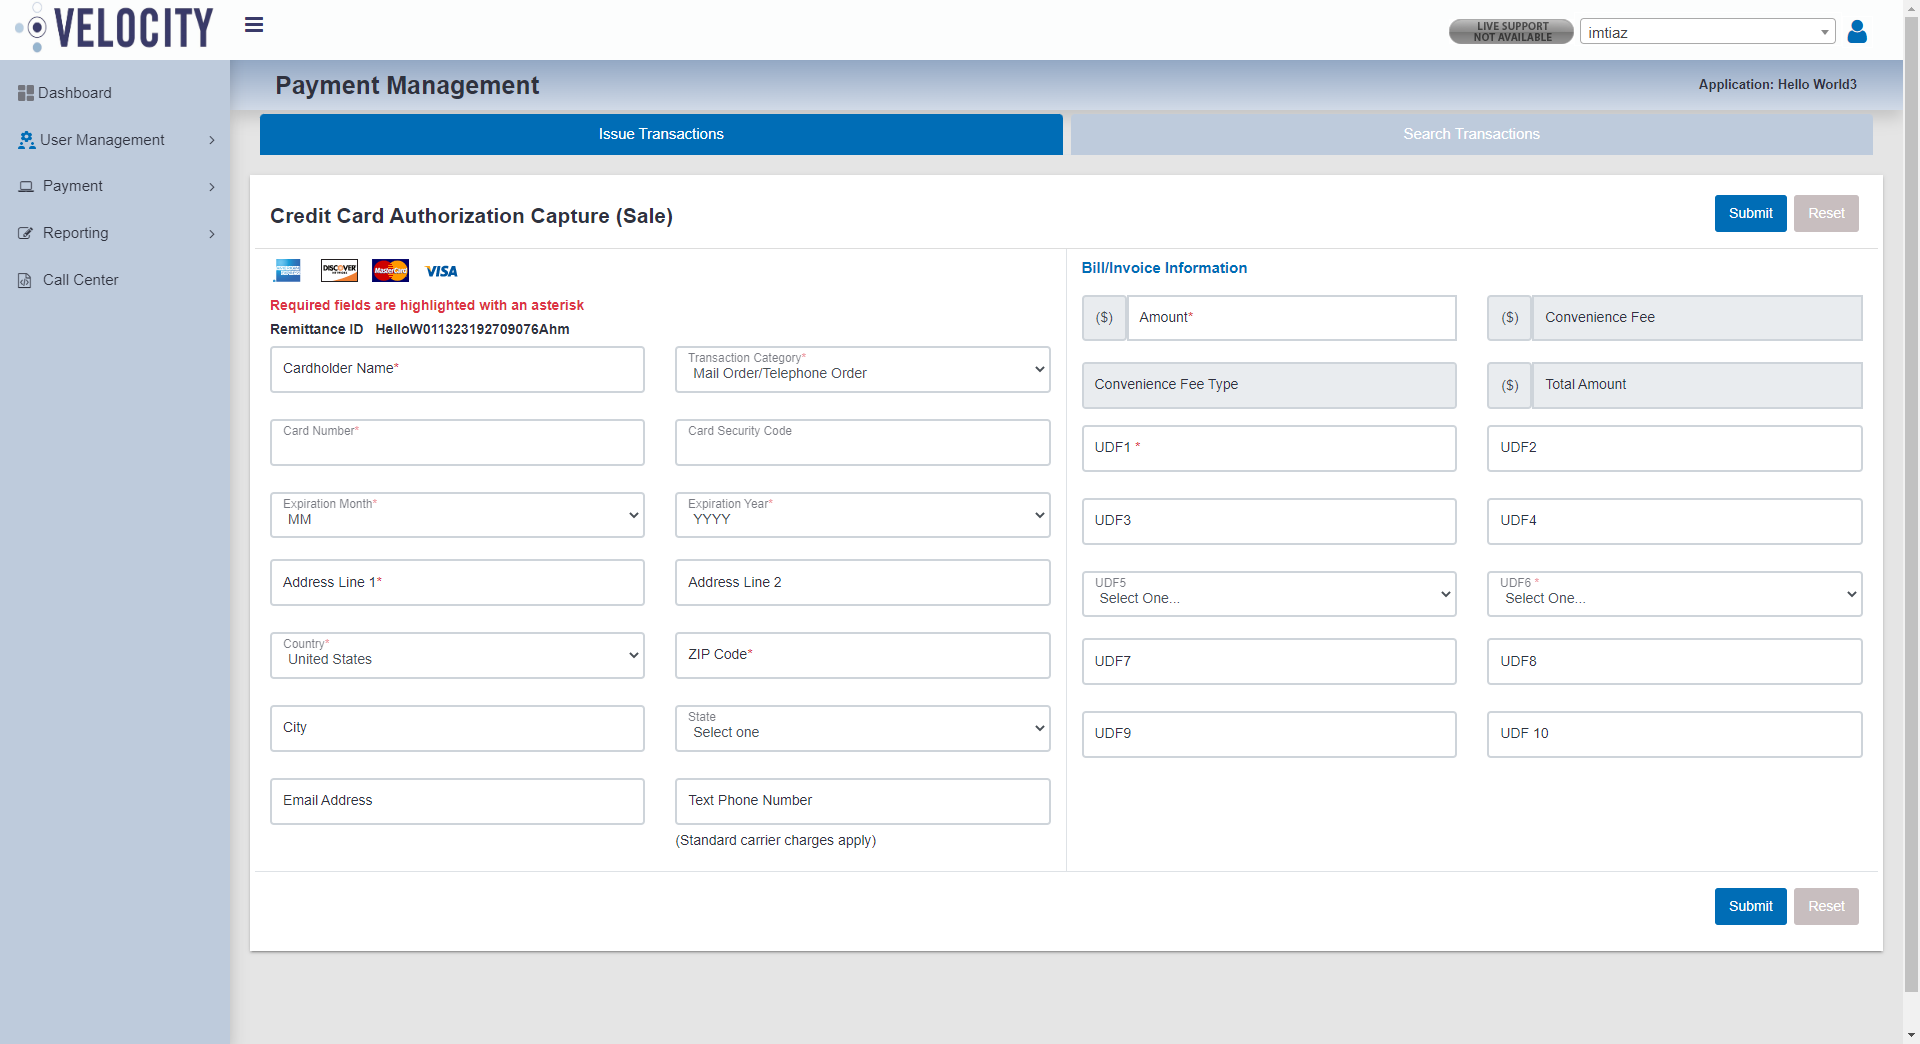 VELOCITY
LIVE SUPPORT
NOT AVAILABLE
imtiaz
Dashboard
User Management
Payment
Reporting
Call Center
Payment Management
Application: Hello World3
Issue Transactions
Search Transactions
Credit Card Authorization Capture (Sale)
Submit
Reset
DISCOVER
MasterCard
VISA
Required fields are highlighted with an asterisk
Remittance ID HelloW011323192709076Ahm
Cardholder Name*
Transaction Category*
Mail Order/Telephone Order
Card Number*
Card Security Code
Expiration Month*
MM
Expiration Year*
YYYY
Address Line 1*
Address Line 2
Country*
United States
ZIP Code*
City
State
Select one
Email Address
Text Phone Number
(Standard carrier charges apply)
Bill/Invoice Information
($) Amount*
($) Convenience Fee
Convenience Fee Type
($) Total Amount
UDF1 *
UDF2
UDF3
UDF4
UDF5
Select One...
UDF6 *
Select One...
UDF7
UDF8
UDF9
UDF 10
Submit
Reset